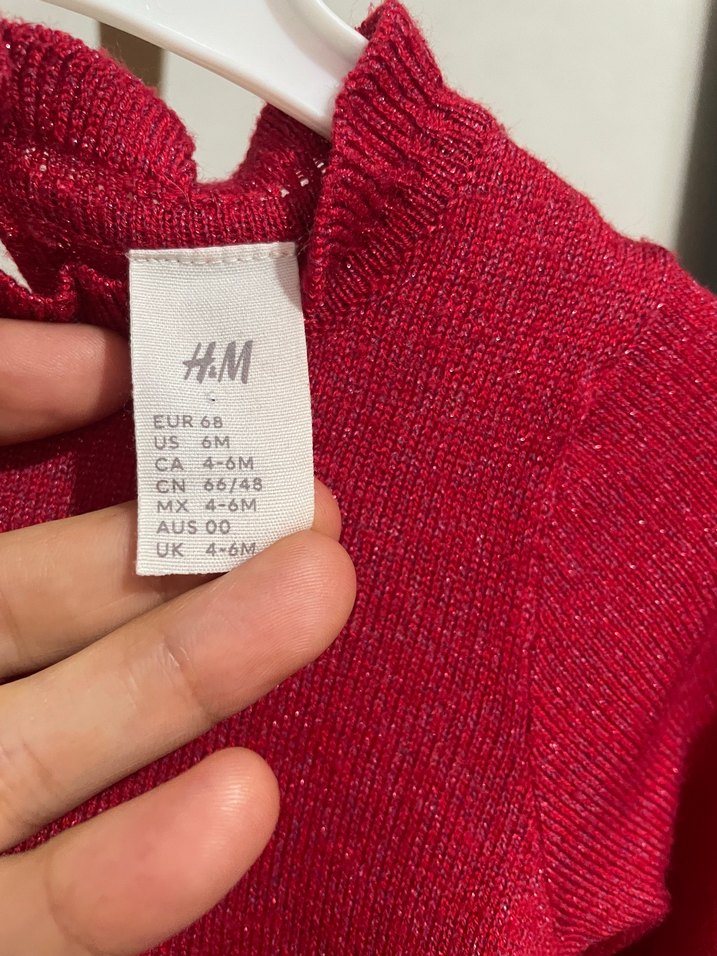 H&M
EUR 68
US 6M
CA 4-6M
CN 66/48
MX 4-6M
AUS 00
UK 4-6M